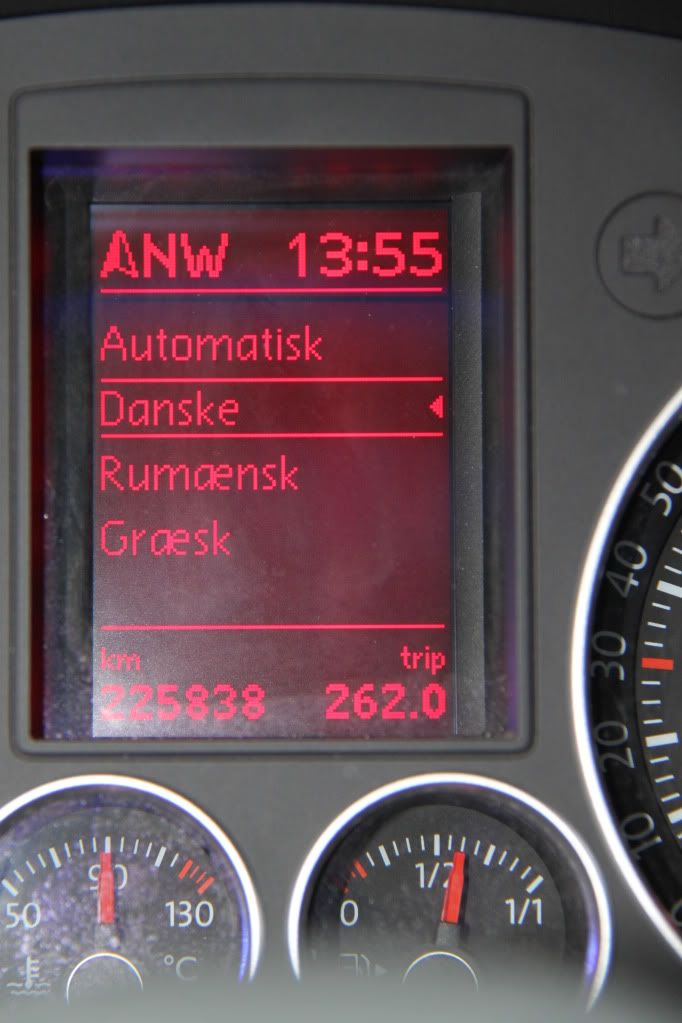 ANW 13:55
Automatisk
Danske
Rumænsk
Græsk
km trip
225838 262.0
50 90 130
°C
0 1/2 1/1
50
40
30
20
10